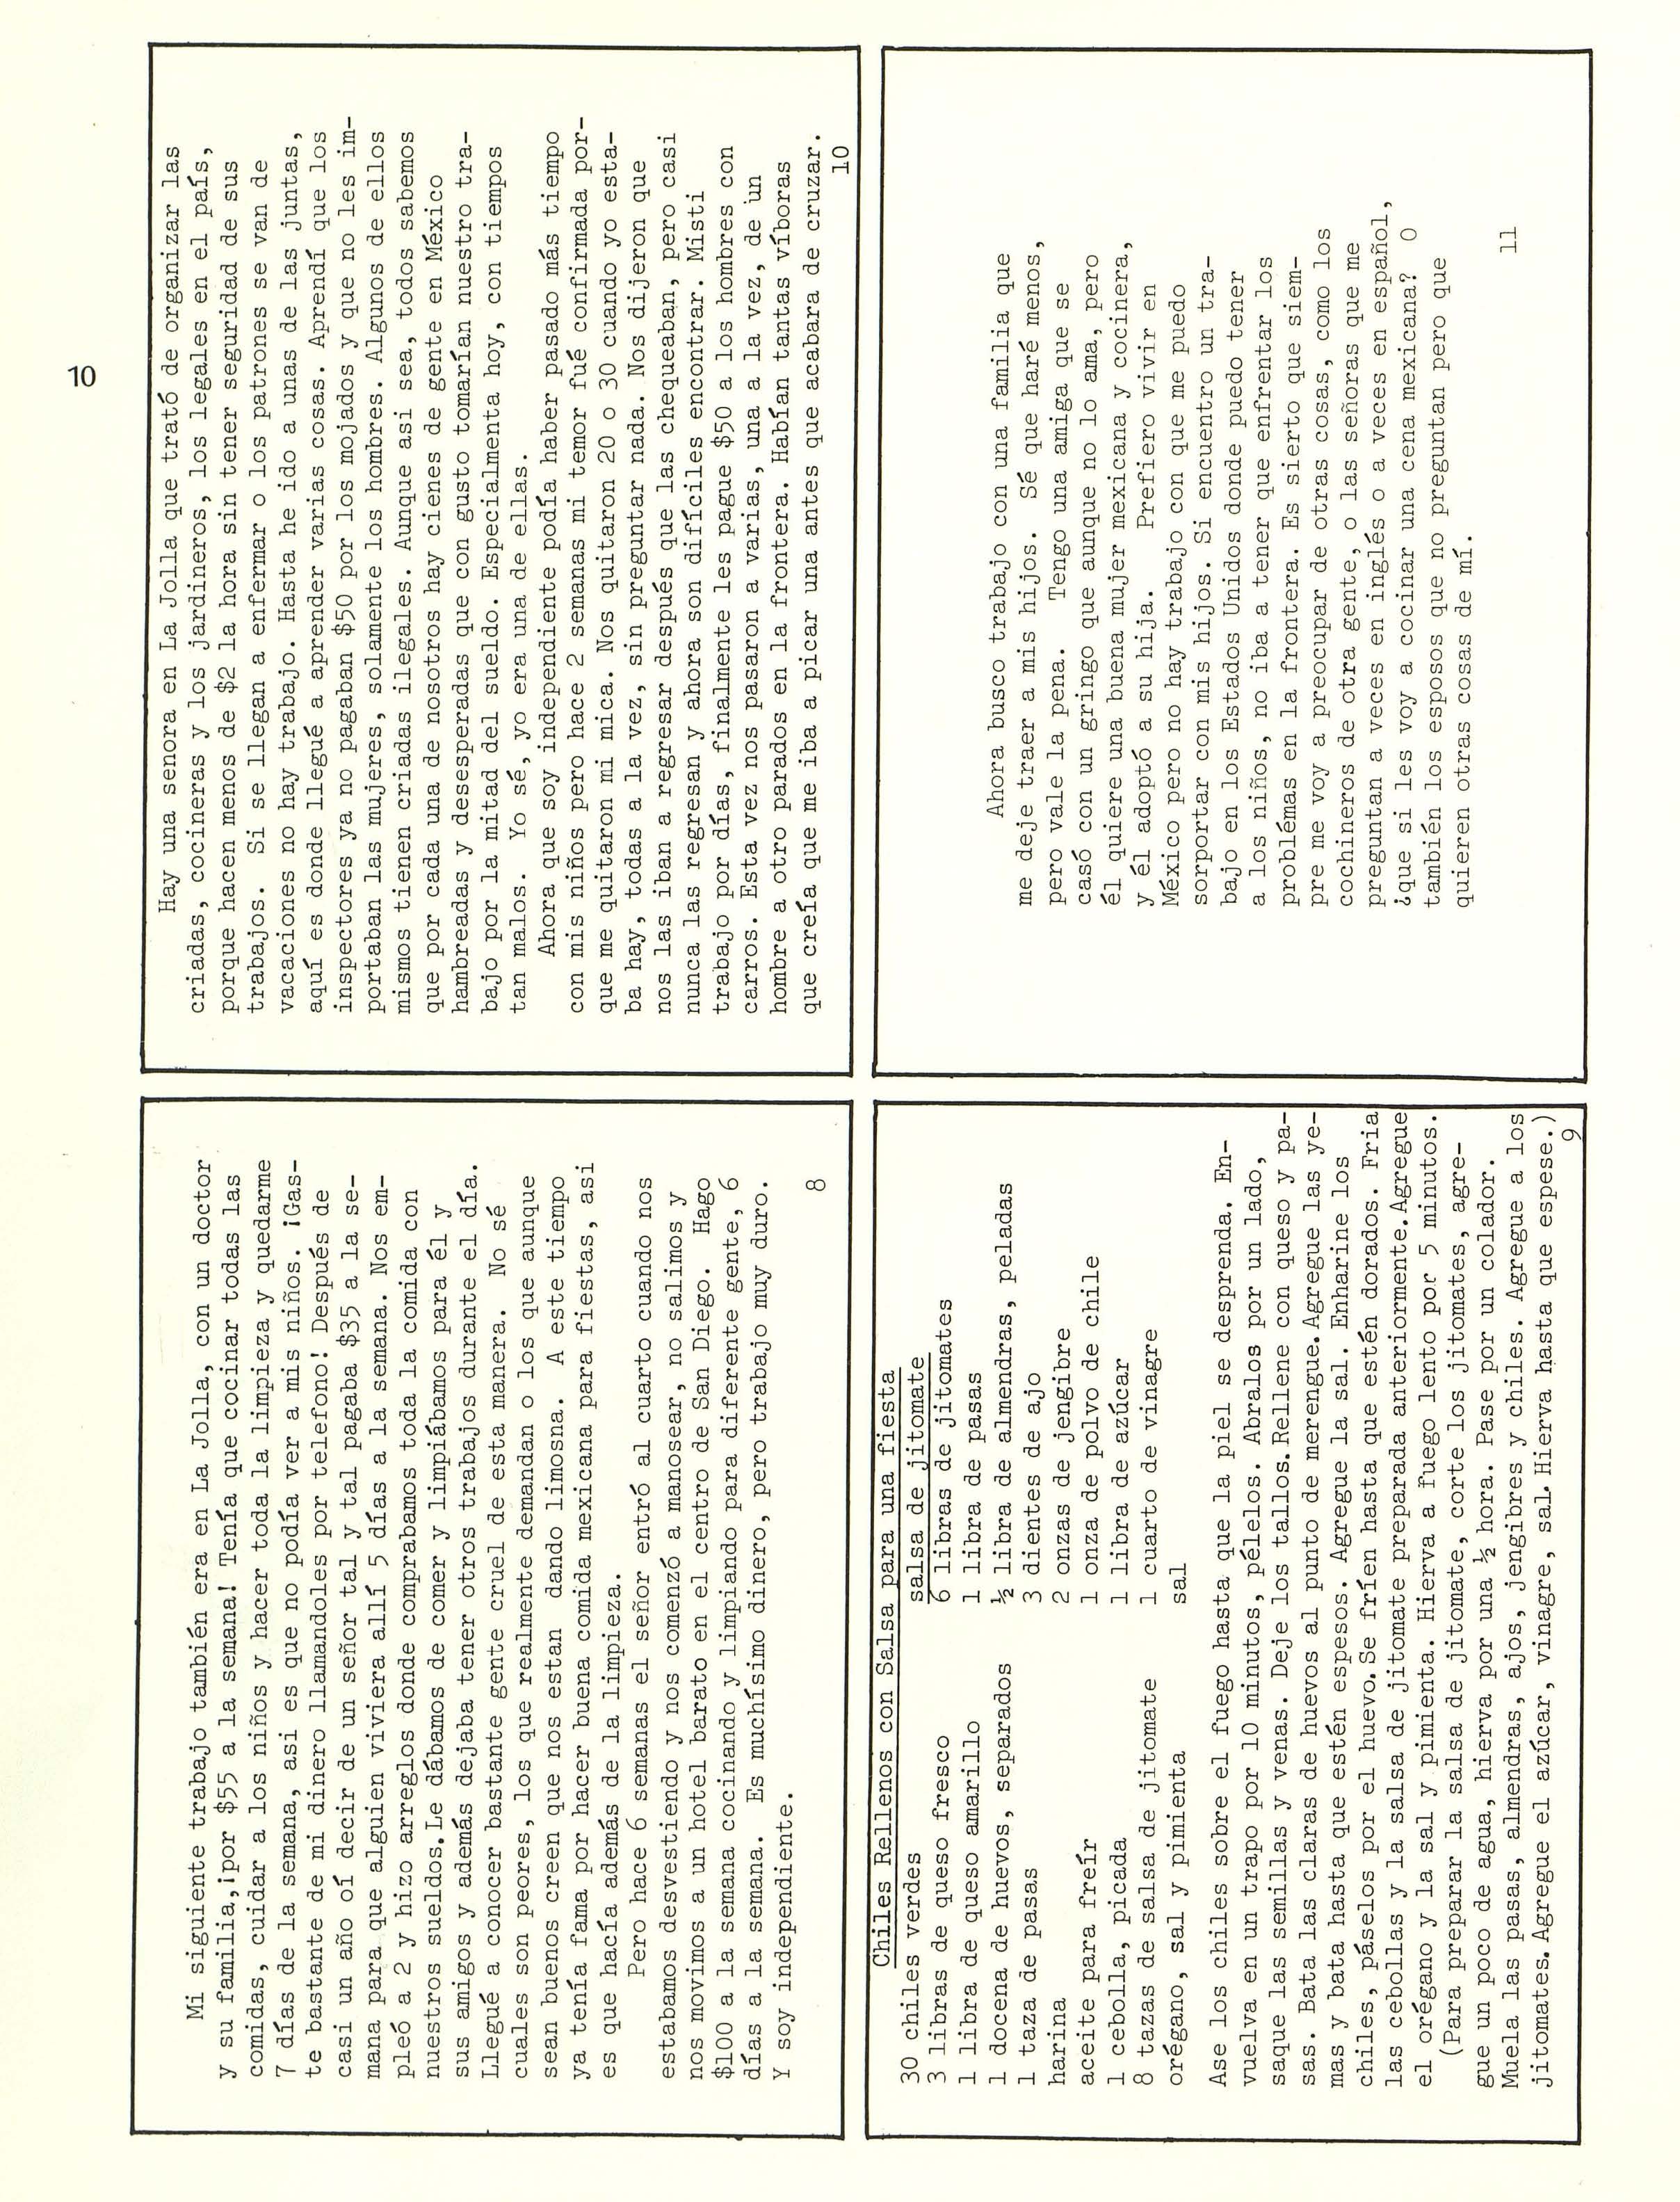 10
Mi siguiente trabajo también era en La Jolla, con un doctor
y su familia,¡por $55 a la semana! Tenía que cocinar todas las
comidas, cuidar a los niños y hacer toda la limpieza y quedarme
7 días de la semana, asi es que no podía ver a mis niños. ¡Gas-
te bastante de mi dinero llamandoles por telefono! Después de
casi un año oí decir de un señor tal y tal pagaba $35 a la se-
mana para que alguien viviera allí 5 días a la semana. Nos em-
pleó a 2 y hizo arreglos donde comprabamos toda la comida con
nuestros sueldos.Le dábamos de comer y limpiábamos para él y
sus amigos y además dejaba tener otros trabajos durante el día.
Llegué a conocer bastante gente cruel de esta manera. No sé
cuales son peores, los que realmente demandan o los que aunque
sean buenos creen que nos estan dando limosna. A este tiempo
ya tenía fama por hacer buena comida mexicana para fiestas, asi
es que hacía además de la limpieza.
Pero hace 6 semanas el señor entró al cuarto cuando nos
estabamos desvestiendo y nos comenzó a manosear, no salimos y
nos movimos a un hotel barato en el centro de San Diego. Hago
$100 a la semana cocinando y limpiando para diferente gente, 6
días a la semana. Es muchísimo dinero, pero trabajo muy duro.
Y soy independiente.
8
Chiles Rellenos con Salsa para una fiesta
30 chiles verdes
3 libras de queso fresco
1 libra de queso amarillo
1 docena de huevos, separados
1 taza de pasas
harina
aceite para freír
1 cebolla, picada
8 tazas de salsa de jitomate
orégano, sal y pimienta
salsa de jitomate
6 libras de jitomates
1 libra de pasas
½ libra de almendras, peladas
3 dientes de ajo
2 onzas de jengibre
1 onza de polvo de chile
1 libra de azúcar
1 cuarto de vinagre
sal
Ase los chiles sobre el fuego hasta que la piel se desprenda. En-
vuelva en un trapo por 10 minutos, pélelos. Abralos por un lado,
saque las semillas y venas. Deje los tallos.Rellene con queso y pa-
sas. Bata las claras de huevos al punto de merengue.Agregue las ye-
mas y bata hasta que estén espesos. Agregue la sal. Enharine los
chiles, páselos por el huevo.Se fríen hasta que estén dorados. Fria
las cebollas y la salsa de jitomate preparada anteriormente.Agregue
el orégano y la sal y pimienta. Hierva a fuego lento por 5 minutos.
(Para preparar la salsa de jitomate, corte los jitomates, agre-
gue un poco de agua, hierva por una ½ hora. Pase por un colador.
Muela las pasas, almendras, ajos, jengibres y chiles. Agregue a los
jitomates.Agregue el azúcar, vinagre, sal.Hierva hasta que espese.)
9
Hay una senora en La Jolla que trató de organizar las
criadas, cocineras y los jardineros, los legales en el país,
porque hacen menos de $2 la hora sin tener seguridad de sus
trabajos. Si se llegan a enfermar o los patrones se van de
vacaciones no hay trabajo. Hasta he ido a unas de las juntas,
aquí es donde llegué a aprender varias cosas. Aprendí que los
inspectores ya no pagaban $50 por los mojados y que no les im-
portaban las mujeres, solamente los hombres. Algunos de ellos
mismos tienen criadas ilegales. Aunque asi sea, todos sabemos
que por cada una de nosotros hay cienes de gente en México
hambreadas y desesperadas que con gusto tomarían nuestro tra-
bajo por la mitad del sueldo. Especialmenta hoy, con tiempos
tan malos. Yo sé, yo era una de ellas.
Ahora que soy independiente podía haber pasado más tiempo
con mis niños pero hace 2 semanas mi temor fué confirmada por-
que me quitaron mi mica. Nos quitaron 20 o 30 cuando yo esta-
ba hay, todas a la vez, sin preguntar nada. Nos dijeron que
nos las iban a regresar después que las chequeaban, pero casi
nunca las regresan y ahora son difíciles encontrar. Misti
trabajo por días, finalmente les pague $50 a los hombres con
carros. Esta vez nos pasaron a varias, una a la vez, de un
hombre a otro parados en la frontera. Habían tantas víboras
que creía que me iba a picar una antes que acabara de cruzar.
10
Ahora busco trabajo con una familia que
me deje traer a mis hijos. Sé que haré menos,
pero vale la pena. Tengo una amiga que se
casó con un gringo que aunque no lo ama, pero
él quiere una buena mujer mexicana y cocinera,
y él adoptó a su hija. Prefiero vivir en
México pero no hay trabajo con que me puedo
sorportar con mis hijos. Si encuentro un tra-
bajo en los Estados Unidos donde puedo tener
a los niños, no iba a tener que enfrentar los
problémas en la frontera. Es sierto que siem-
pre me voy a preocupar de otras cosas, como los
cochineros de otra gente, o las señoras que me
preguntan a veces en inglés o a veces en español,
¿que si les voy a cocinar una cena mexicana? O
también los esposos que no preguntan pero que
quieren otras cosas de mí.
11